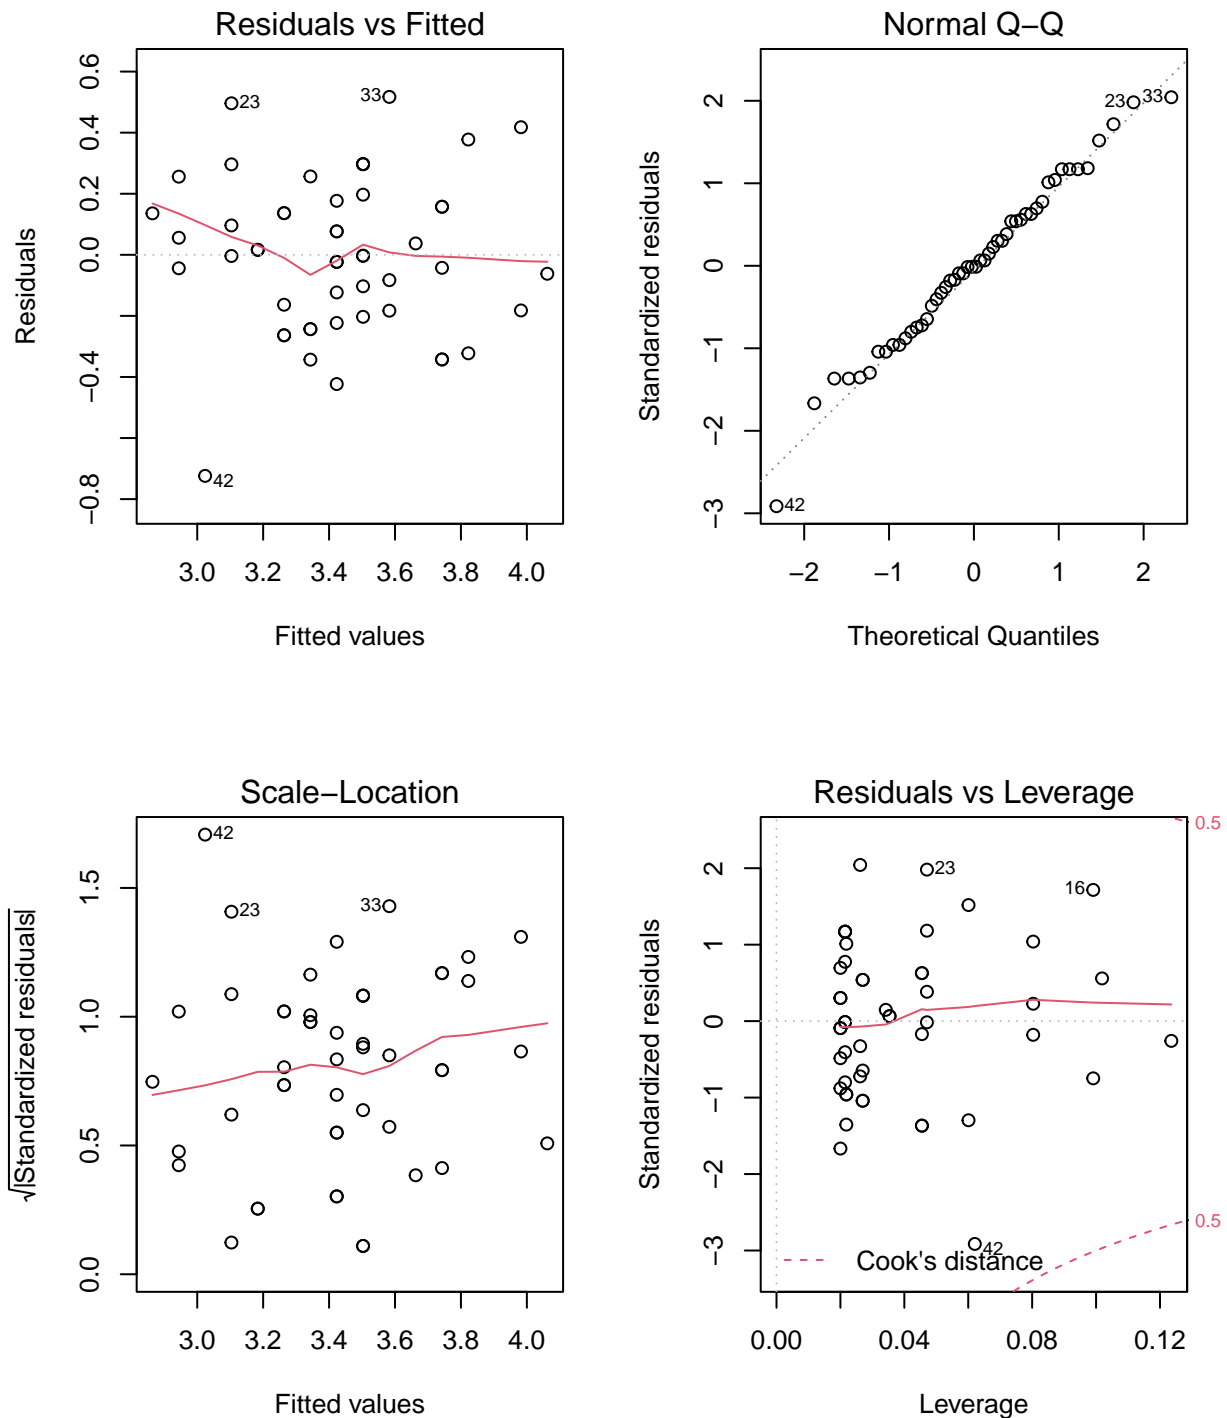 Residuals vs Fitted
0.6
0.4
0.2
0.0
−0.4
−0.8
Residuals
23
33
42
3.0 3.2 3.4 3.6 3.8 4.0
Fitted values
Normal Q−Q
2
1
0
−1
−2
−3
Standardized residuals
23
33
42
−2 −1 0 1 2
Theoretical Quantiles
Scale−Location
1.5
1.0
0.5
0.0
√|Standardized residuals|
42
23
33
3.0 3.2 3.4 3.6 3.8 4.0
Fitted values
Residuals vs Leverage
2
1
0
−1
−2
−3
Standardized residuals
0.5
23
16
0.5
42
Cook's distance
0.00 0.04 0.08 0.12
Leverage